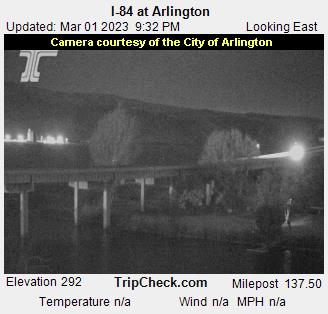 I-84 at Arlington
Updated: Mar 01 2023 9:32 PM Looking East
Camera courtesy of the City of Arlington
Elevation 292 TripCheck.com Milepost 137.50
Temperature n/a Wind n/a MPH n/a